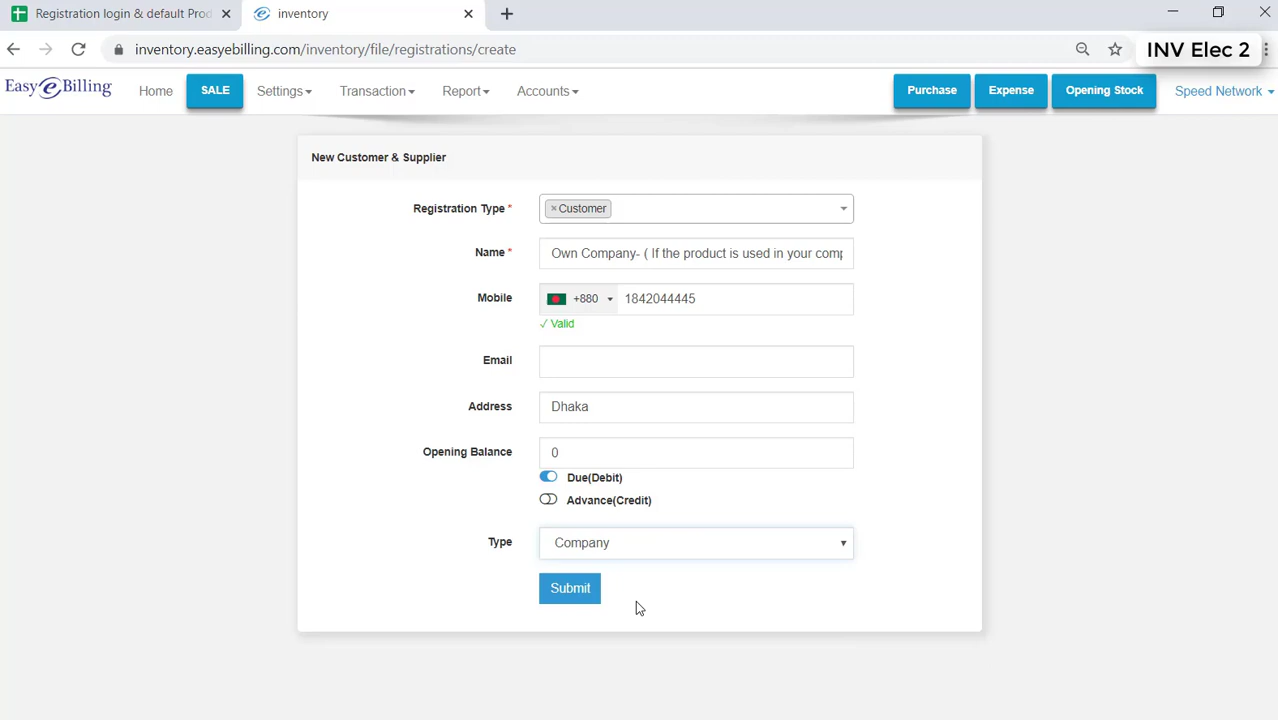 Registration login & default Prod
inventory
inventory.easyebilling.com/inventory/file/registrations/create
INV Elec 2
Easy e Billing
Home
SALE
Settings
Transaction
Report
Accounts
Purchase
Expense
Opening Stock
Speed Network
New Customer & Supplier
Registration Type *
× Customer
Name *
Own Company- ( If the product is used in your comp
Mobile
+880
1842044445
✓ Valid
Email
Address
Dhaka
Opening Balance
0
Due(Debit)
Advance(Credit)
Type
Company
Submit